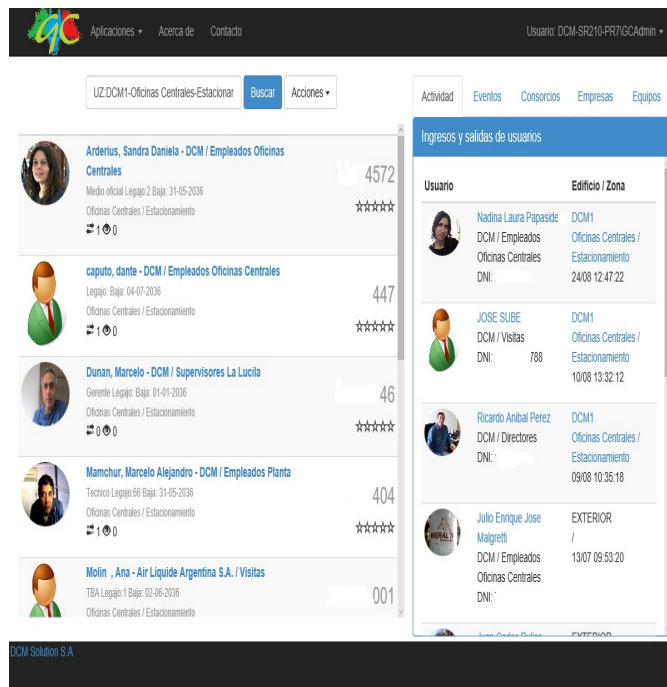 GC
Aplicaciones Acerca de Contacto
Usuario: DCM-SR210-PR7\GCAdmin
UZ:DCM1-Oficinas Centrales-Estacionar
Buscar
Acciones
Arderius, Sandra Daniela - DCM / Empleados Oficinas
Centrales
Medio oficial Legajo:2 Baja: 31-05-2036
Oficinas Centrales / Estacionamiento
1 0
4572
caputo, dante - DCM / Empleados Oficinas Centrales
Legajo: Baja: 04-07-2036
Oficinas Centrales / Estacionamiento
1 0
447
Dunan, Marcelo - DCM / Supervisores La Lucila
Gerente Legajo: Baja: 01-01-2036
Oficinas Centrales / Estacionamiento
0 0
46
Mamchur, Marcelo Alejandro - DCM / Empleados Planta
Tecnico Legajo:66 Baja: 31-05-2036
Oficinas Centrales / Estacionamiento
1 0
404
Molin , Ana - Air Liquide Argentina S.A. / Visitas
TBA Legajo:1 Baja: 02-06-2036
Oficinas Centrales / Estacionamiento
001
Actividad Eventos Consorcios Empresas Equipos
Ingresos y salidas de usuarios
Usuario Edificio / Zona
Nadina Laura Papaside
DCM / Empleados
Oficinas Centrales
DNI:
DCM1
Oficinas Centrales /
Estacionamiento
24/08 12:47:22
JOSE SUBE
DCM / Visitas
DNI: 788
DCM1
Oficinas Centrales /
Estacionamiento
10/08 13:32:12
Ricardo Anibal Perez
DCM / Directores
DNI:
DCM1
Oficinas Centrales /
Estacionamiento
09/08 10:35:18
Julio Enrique Jose
Malgretti
DCM / Empleados
Oficinas Centrales
DNI:
EXTERIOR
/
13/07 09:53:20
EXTERIOR
DCM Solution S.A